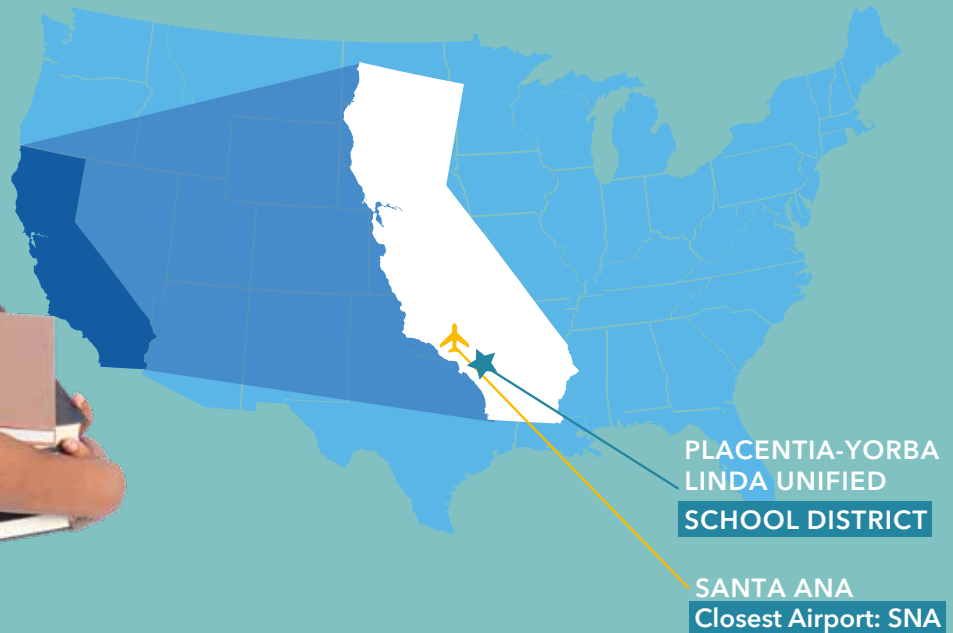 PLACENTIA-YORBA
LINDA UNIFIED
SCHOOL DISTRICT
SANTA ANA
Closest Airport: SNA